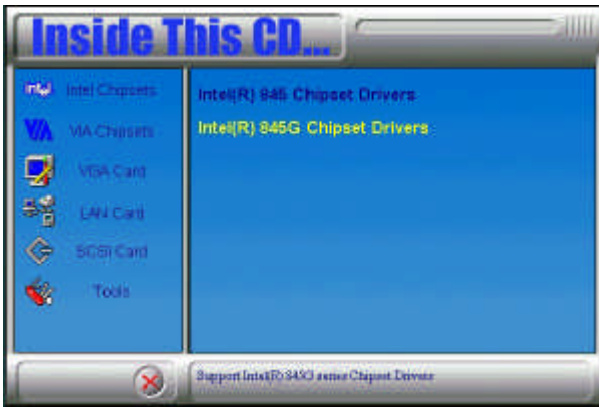 Inside This CD...
intel Intel Chipsets
VIA VIA Chipsets
VGA Card
LAN Card
SCSI Card
Tools
Intel(R) 845 Chipset Drivers
Intel(R) 845G Chipset Drivers
Support Intel(R) 845G series Chipset Drivers